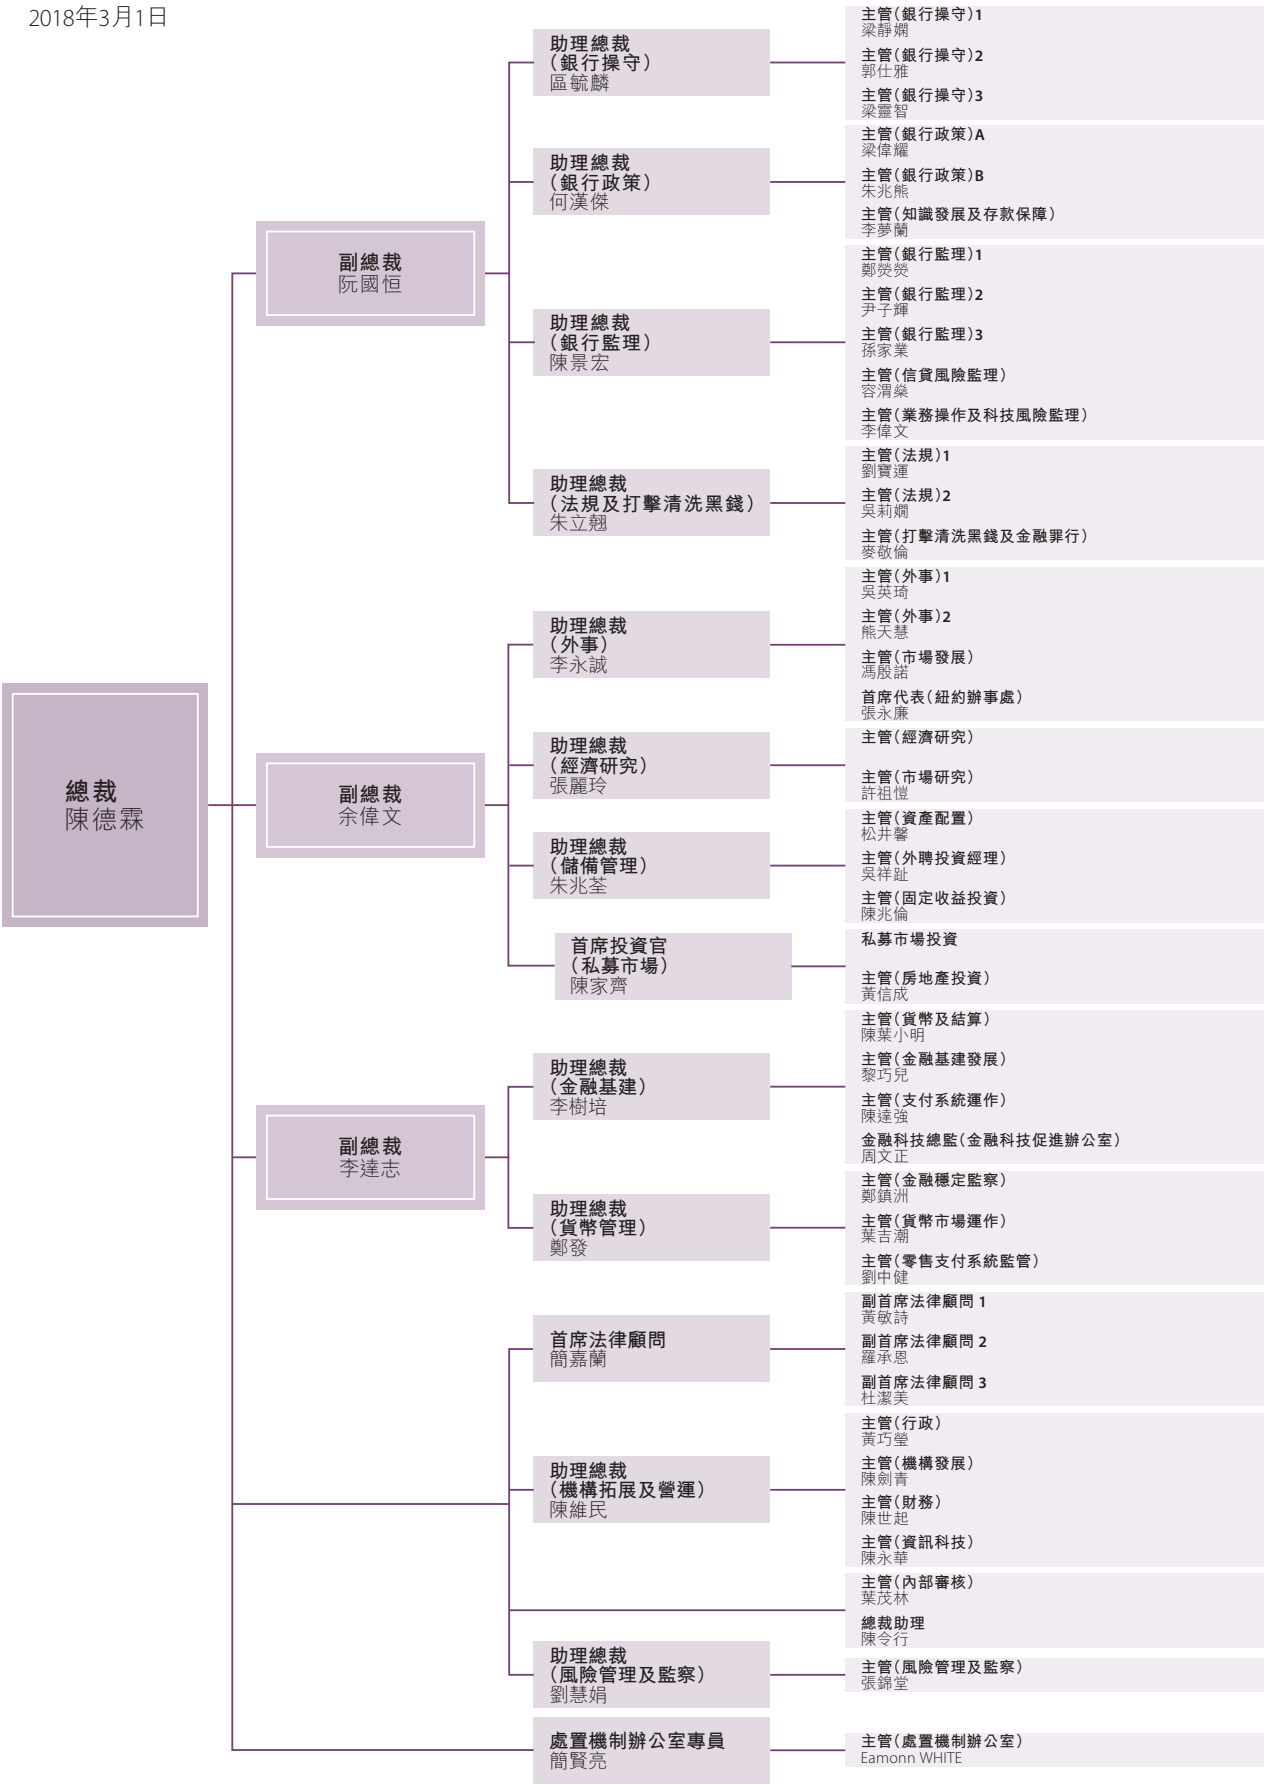 2018年3月1日
總裁
陳德霖
副總裁
阮國恒
助理總裁
（銀行操守）
區毓麟
主管（銀行操守）1
梁靜嫻
主管（銀行操守）2
郭仕雅
主管（銀行操守）3
梁靈智
助理總裁
（銀行政策）
何漢傑
主管（銀行政策）A
梁偉耀
主管（銀行政策）B
朱兆熊
主管（知識發展及存款保障）
李夢蘭
助理總裁
（銀行監理）
陳景宏
主管（銀行監理）1
鄭熒熒
主管（銀行監理）2
尹子輝
主管（銀行監理）3
孫家業
主管（信貸風險監理）
容渭燊
主管（業務操作及科技風險監理）
李偉文
助理總裁
（法規及打擊清洗黑錢）
朱立翹
主管（法規）1
劉寶運
主管（法規）2
吳莉嫻
主管（打擊清洗黑錢及金融罪行）
麥敬倫
副總裁
余偉文
助理總裁
（外事）
李永誠
主管（外事）1
吳英琦
主管（外事）2
熊天慧
主管（市場發展）
馮殷諾
首席代表（紐約辦事處）
張永廉
助理總裁
（經濟研究）
張麗玲
主管（經濟研究）
主管（市場研究）
許祖愷
助理總裁
（儲備管理）
朱兆荃
主管（資產配置）
松井馨
主管（外聘投資經理）
吳祥趾
主管（固定收益投資）
陳兆倫
首席投資官
（私募市場）
陳家齊
私募市場投資
主管（房地產投資）
黃信成
副總裁
李達志
助理總裁
（金融基建）
李樹培
主管（貨幣及結算）
陳葉小明
主管（金融基建發展）
黎巧兒
主管（支付系統運作）
陳達強
金融科技總監（金融科技促進辦公室）
周文正
助理總裁
（貨幣管理）
鄭發
主管（金融穩定監察）
鄭鎮洲
主管（貨幣市場運作）
葉吉潮
主管（零售支付系統監管）
劉中健
首席法律顧問
簡嘉蘭
副首席法律顧問 1
黃敏詩
副首席法律顧問 2
羅承恩
副首席法律顧問 3
杜潔美
助理總裁
（機構拓展及營運）
陳維民
主管（行政）
黃巧瑩
主管（機構發展）
陳劍青
主管（財務）
陳世起
主管（資訊科技）
陳永華
主管（內部審核）
葉茂林
總裁助理
陳令行
助理總裁
（風險管理及監察）
劉慧娟
主管（風險管理及監察）
張錦堂
處置機制辦公室專員
簡賢亮
主管（處置機制辦公室）
Eamonn WHITE